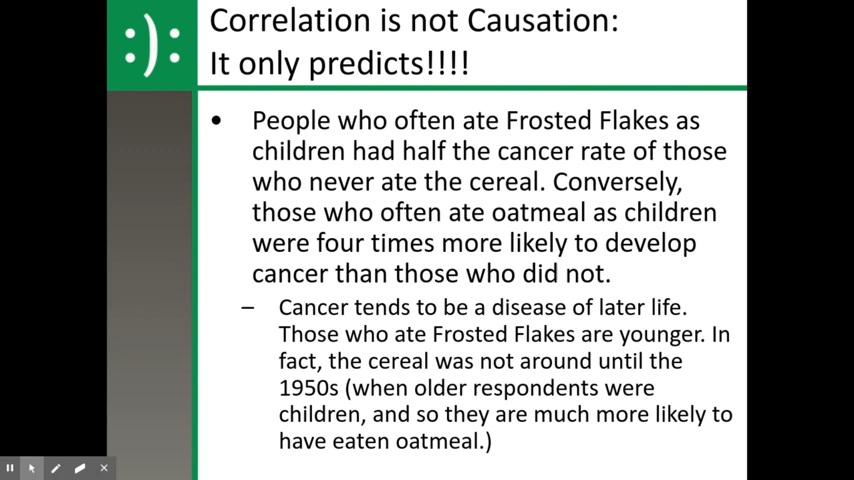 :):
Correlation is not Causation:
It only predicts!!!!
• People who often ate Frosted Flakes as
children had half the cancer rate of those
who never ate the cereal. Conversely,
those who often ate oatmeal as children
were four times more likely to develop
cancer than those who did not.
– Cancer tends to be a disease of later life.
Those who ate Frosted Flakes are younger. In
fact, the cereal was not around until the
1950s (when older respondents were
children, and so they are much more likely to
have eaten oatmeal.)